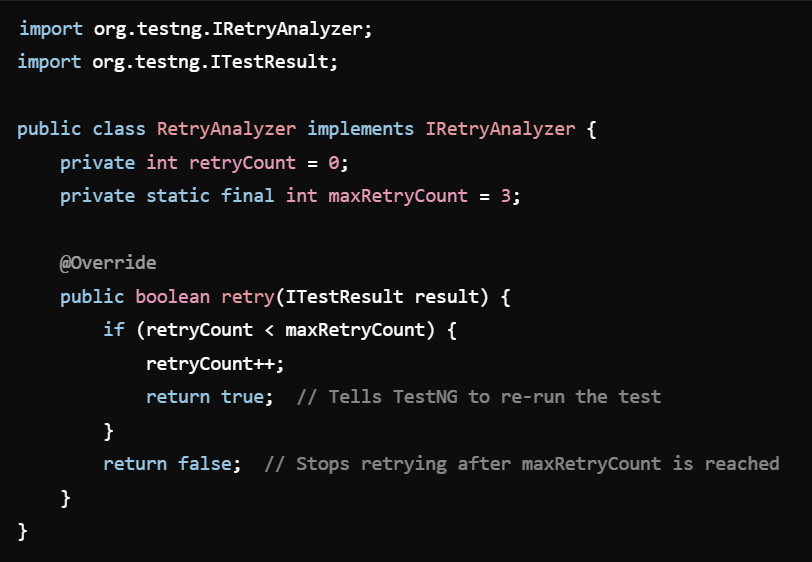 import org.testng.IRetryAnalyzer;
import org.testng.ITestResult;

public class RetryAnalyzer implements IRetryAnalyzer {
    private int retryCount = 0;
    private static final int maxRetryCount = 3;

    @Override
    public boolean retry(ITestResult result) {
        if (retryCount < maxRetryCount) {
            retryCount++;
            return true;  // Tells TestNG to re-run the test
        }
        return false;  // Stops retrying after maxRetryCount is reached
    }
}